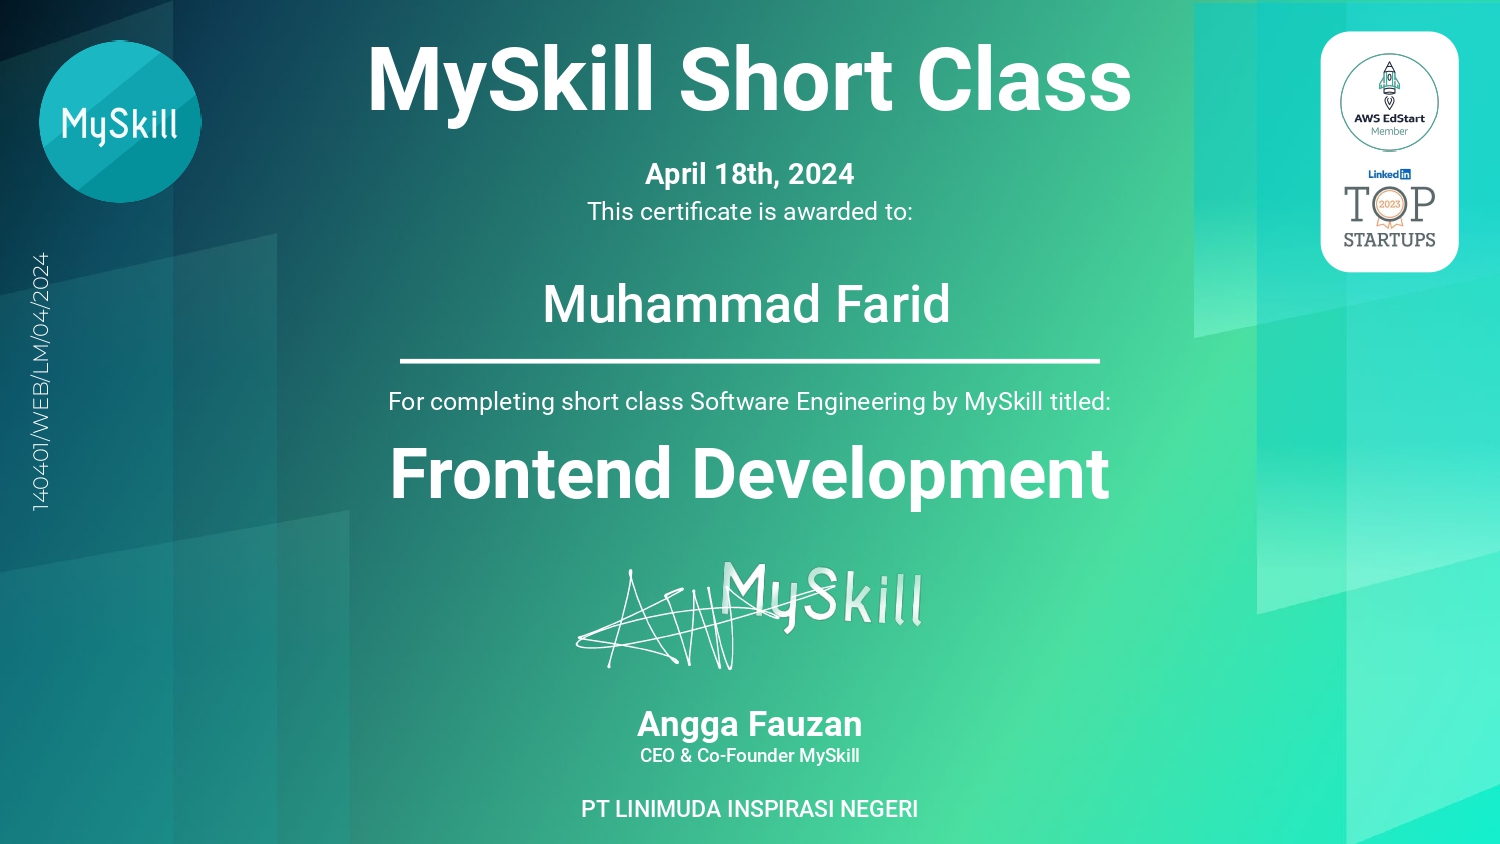 MySkill
MySkill Short Class
April 18th, 2024
This certificate is awarded to:
AWS EdStart
Member
Linked in
TOP
2023
STARTUPS
140401/WEB/LM/04/2024
Muhammad Farid
For completing short class Software Engineering by MySkill titled:
Frontend Development
MySkill
Angga Fauzan
CEO & Co-Founder MySkill
PT LINIMUDA INSPIRASI NEGERI